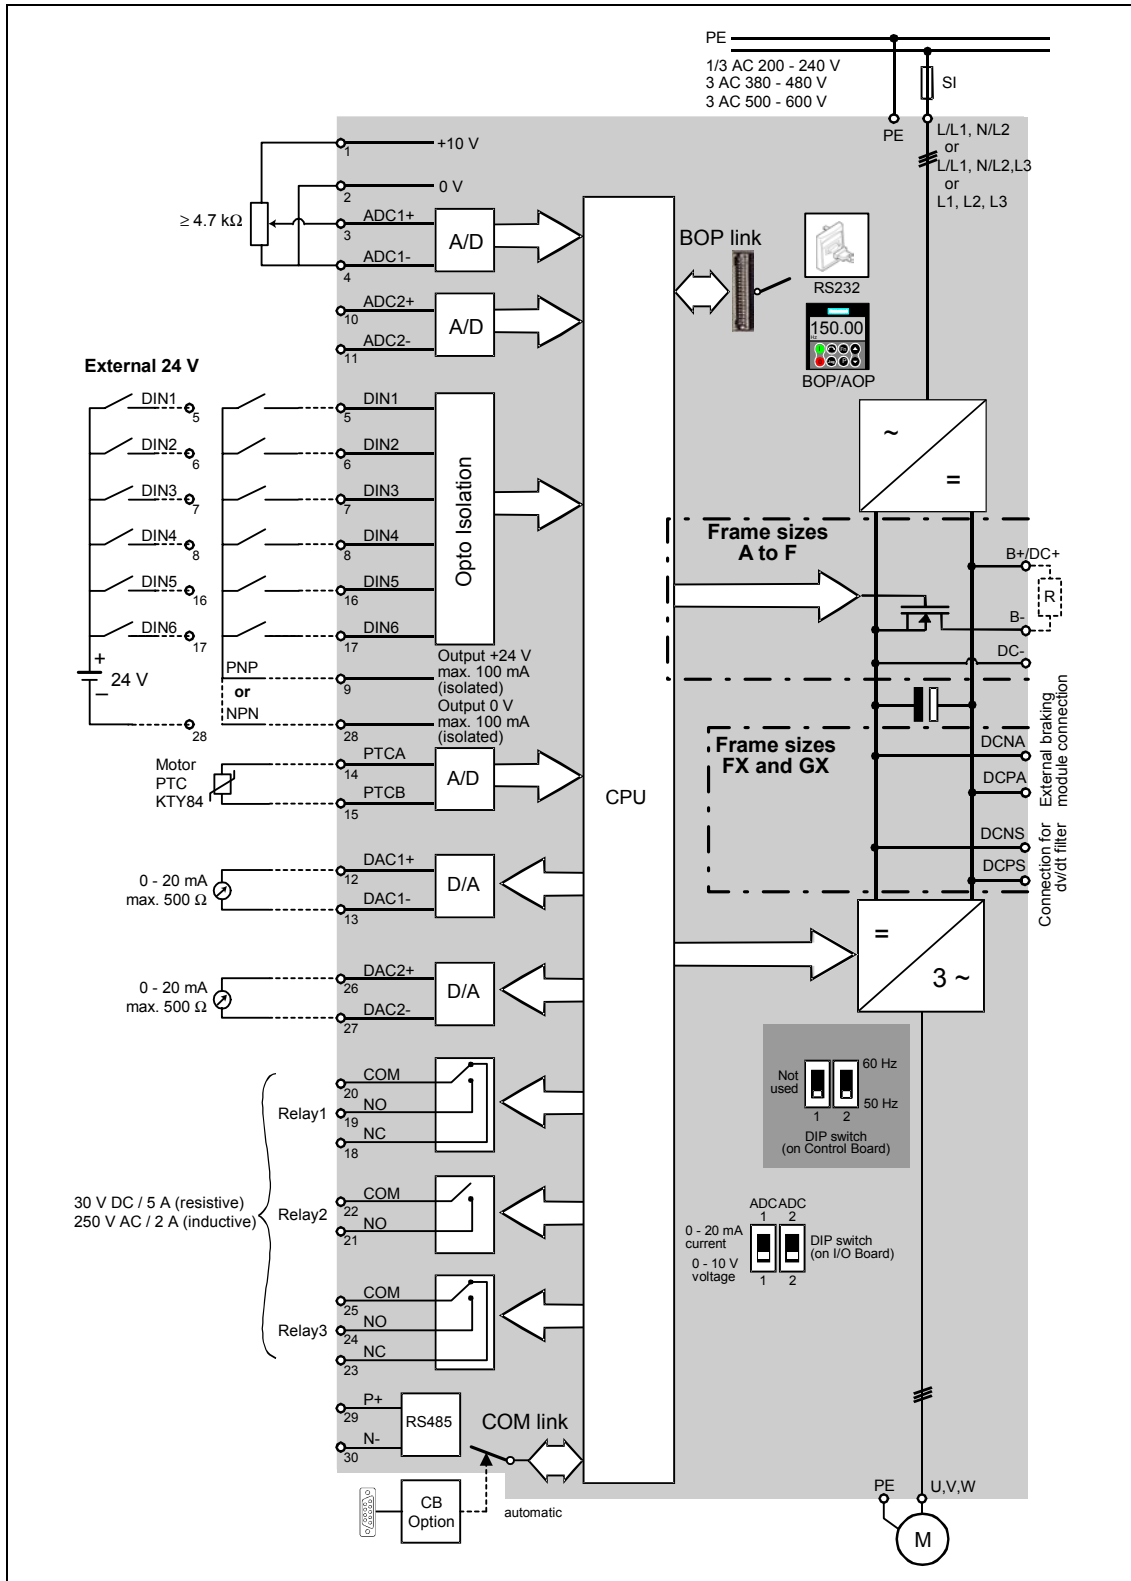 PE
1/3 AC 200 - 240 V
3 AC 380 - 480 V
3 AC 500 - 600 V
SI
PE
L/L1, N/L2
or
L/L1, N/L2,L3
or
L1, L2, L3
1
+10 V
2
0 V
≥ 4.7 kΩ
ADC1+
3
ADC1-
4
A/D
ADC2+
10
ADC2-
11
A/D
BOP link
RS232
150.00
Hz
BOP/AOP
External 24 V
DIN1
5
DIN2
6
DIN3
7
DIN4
8
DIN5
16
DIN6
17
+
24 V
–
28
DIN1
5
DIN2
6
DIN3
7
DIN4
8
DIN5
16
DIN6
17
Opto Isolation
PNP
or
NPN
9
Output +24 V
max. 100 mA
(isolated)
28
Output 0 V
max. 100 mA
(isolated)
~
=
Frame sizes
A to F
B+/DC+
R
B-
DC-
Frame sizes
FX and GX
DCNA
DCPA
DCNS
DCPS
External braking
module connection
Connection for
dv/dt filter
Motor
PTC
KTY84
PTCA
14
PTCB
15
A/D
CPU
0 - 20 mA
max. 500 Ω
DAC1+
12
DAC1-
13
D/A
0 - 20 mA
max. 500 Ω
DAC2+
26
DAC2-
27
D/A
=
3 ~
Not
used
60 Hz
50 Hz
1 2
DIP switch
(on Control Board)
30 V DC / 5 A (resistive)
250 V AC / 2 A (inductive)
Relay1
COM
20
NO
19
NC
18
Relay2
COM
22
NO
21
Relay3
COM
25
NO
24
NC
23
ADC ADC
1 2
0 - 20 mA
current
0 - 10 V
voltage
1 2
DIP switch
(on I/O Board)
P+
29
N-
30
RS485
COM link
CB
Option
automatic
PE
U,V,W
M